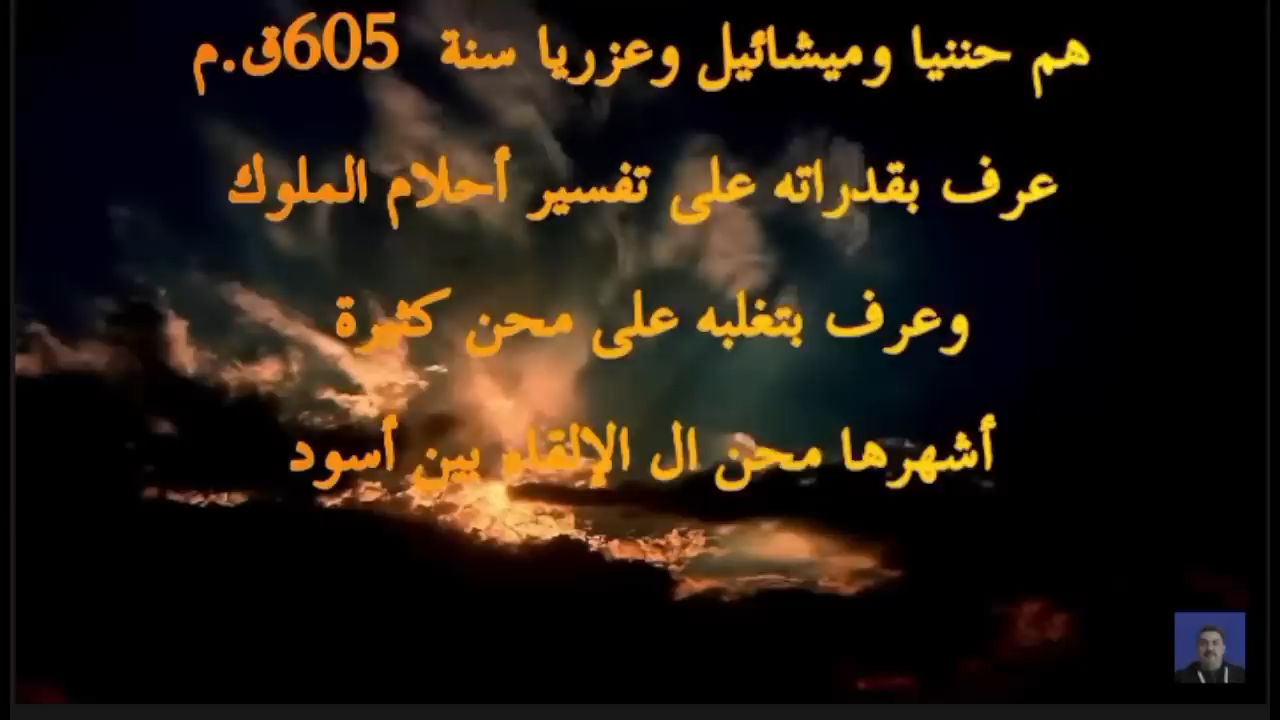 هم حننيا وميشائيل وعزريا سنة 605ق.م
عرف بقدراته على تفسير أحلام الملوك
وعرف بتغلبه على محن كثيرة
أشهرها محن ال الإلقاء بين أسود